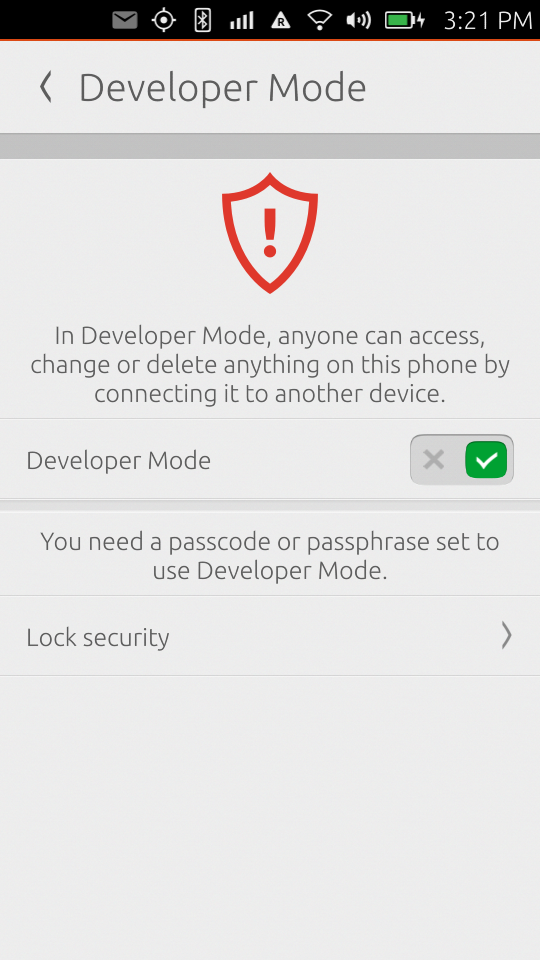 3:21 PM
Developer Mode
In Developer Mode, anyone can access,
change or delete anything on this phone by
connecting it to another device.
Developer Mode
You need a passcode or passphrase set to
use Developer Mode.
Lock security